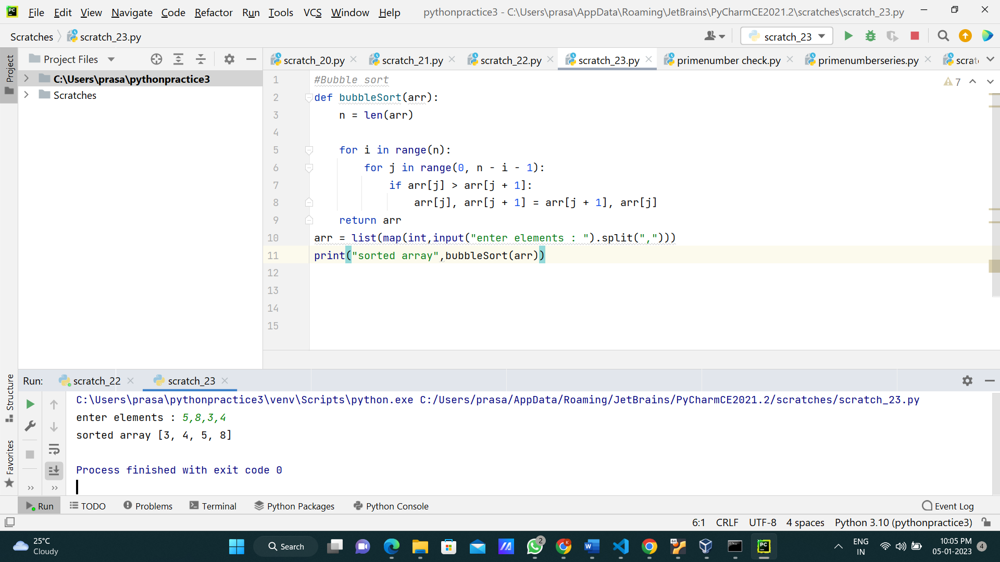 File Edit View Navigate Code Refactor Run Tools VCS Window Help pythonpractice3 - C:\Users\prasa\AppData\Roaming\JetBrains\PyCharmCE2021.2\scratches\scratch_23.py
Scratches scratch_23.py scratch_23
Project
Project Files
scratch_20.py scratch_21.py scratch_22.py scratch_23.py primenumber check.py primenumberseries.py scrat
C:\Users\prasa\pythonpractice3
Scratches
7
1 #Bubble sort
2 def bubbleSort(arr):
3     n = len(arr)
4
5     for i in range(n):
6         for j in range(0, n - i - 1):
7             if arr[j] > arr[j + 1]:
8                 arr[j], arr[j + 1] = arr[j + 1], arr[j]
9     return arr
10 arr = list(map(int,input("enter elements : ").split(",")))
11 print("sorted array",bubbleSort(arr))
12
13
14
15
Structure
Favorites
Run: scratch_22 scratch_23
C:\Users\prasa\pythonpractice3\venv\Scripts\python.exe C:/Users/prasa/AppData/Roaming/JetBrains/PyCharmCE2021.2/scratches/scratch_23.py
enter elements : 5,8,3,4
sorted array [3, 4, 5, 8]
Process finished with exit code 0
Run TODO Problems Terminal Python Packages Python Console Event Log
6:1 CRLF UTF-8 4 spaces Python 3.10 (pythonpractice3)
25°C
Cloudy
Search
2
ENG
IN
10:05 PM
05-01-2023
4